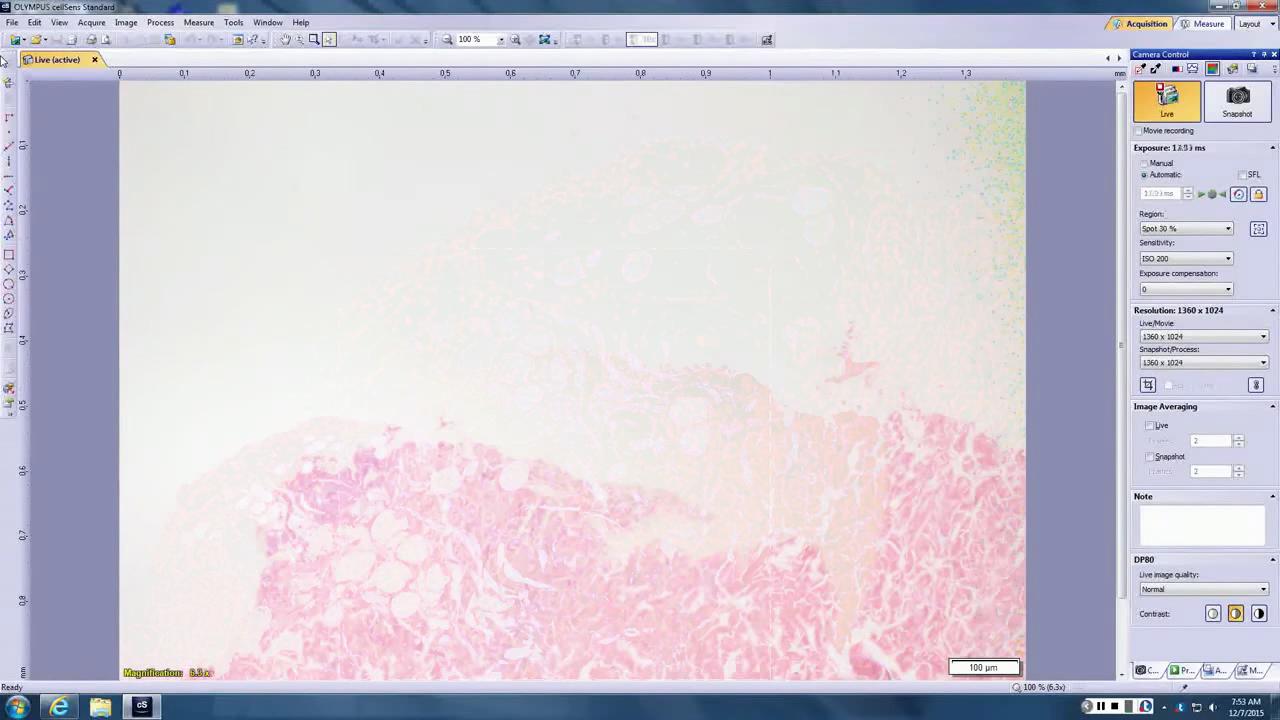 OLYMPUS cellSens Standard
File Edit View Acquire Image Process Measure Tools Window Help
100 %
Acquisition Measure Layout
Live (active)
Camera Control
0 0,1 0,2 0,3 0,4 0,5 0,6 0,7 0,8 0,9 1 1,1 1,2 1,3 mm
Live Snapshot
Movie recording
Exposure:
Manual
Automatic SFL
Region:
Spot 30 %
Sensitivity:
ISO 200
Exposure compensation:
0
Resolution: 1360 x 1024
Live/Movie:
1360 x 1024
Snapshot/Process:
1360 x 1024
Image Averaging
Live
2
Snapshot
2
Note
DP80
Live image quality:
Normal
Contrast:
0,1
0,2
0,3
0,4
0,5
0,6
0,7
0,8
mm
Magnification:
100 µm
C... Pr... A... M...
Ready
100 % (6.3x)
7:53 AM
12/7/2015